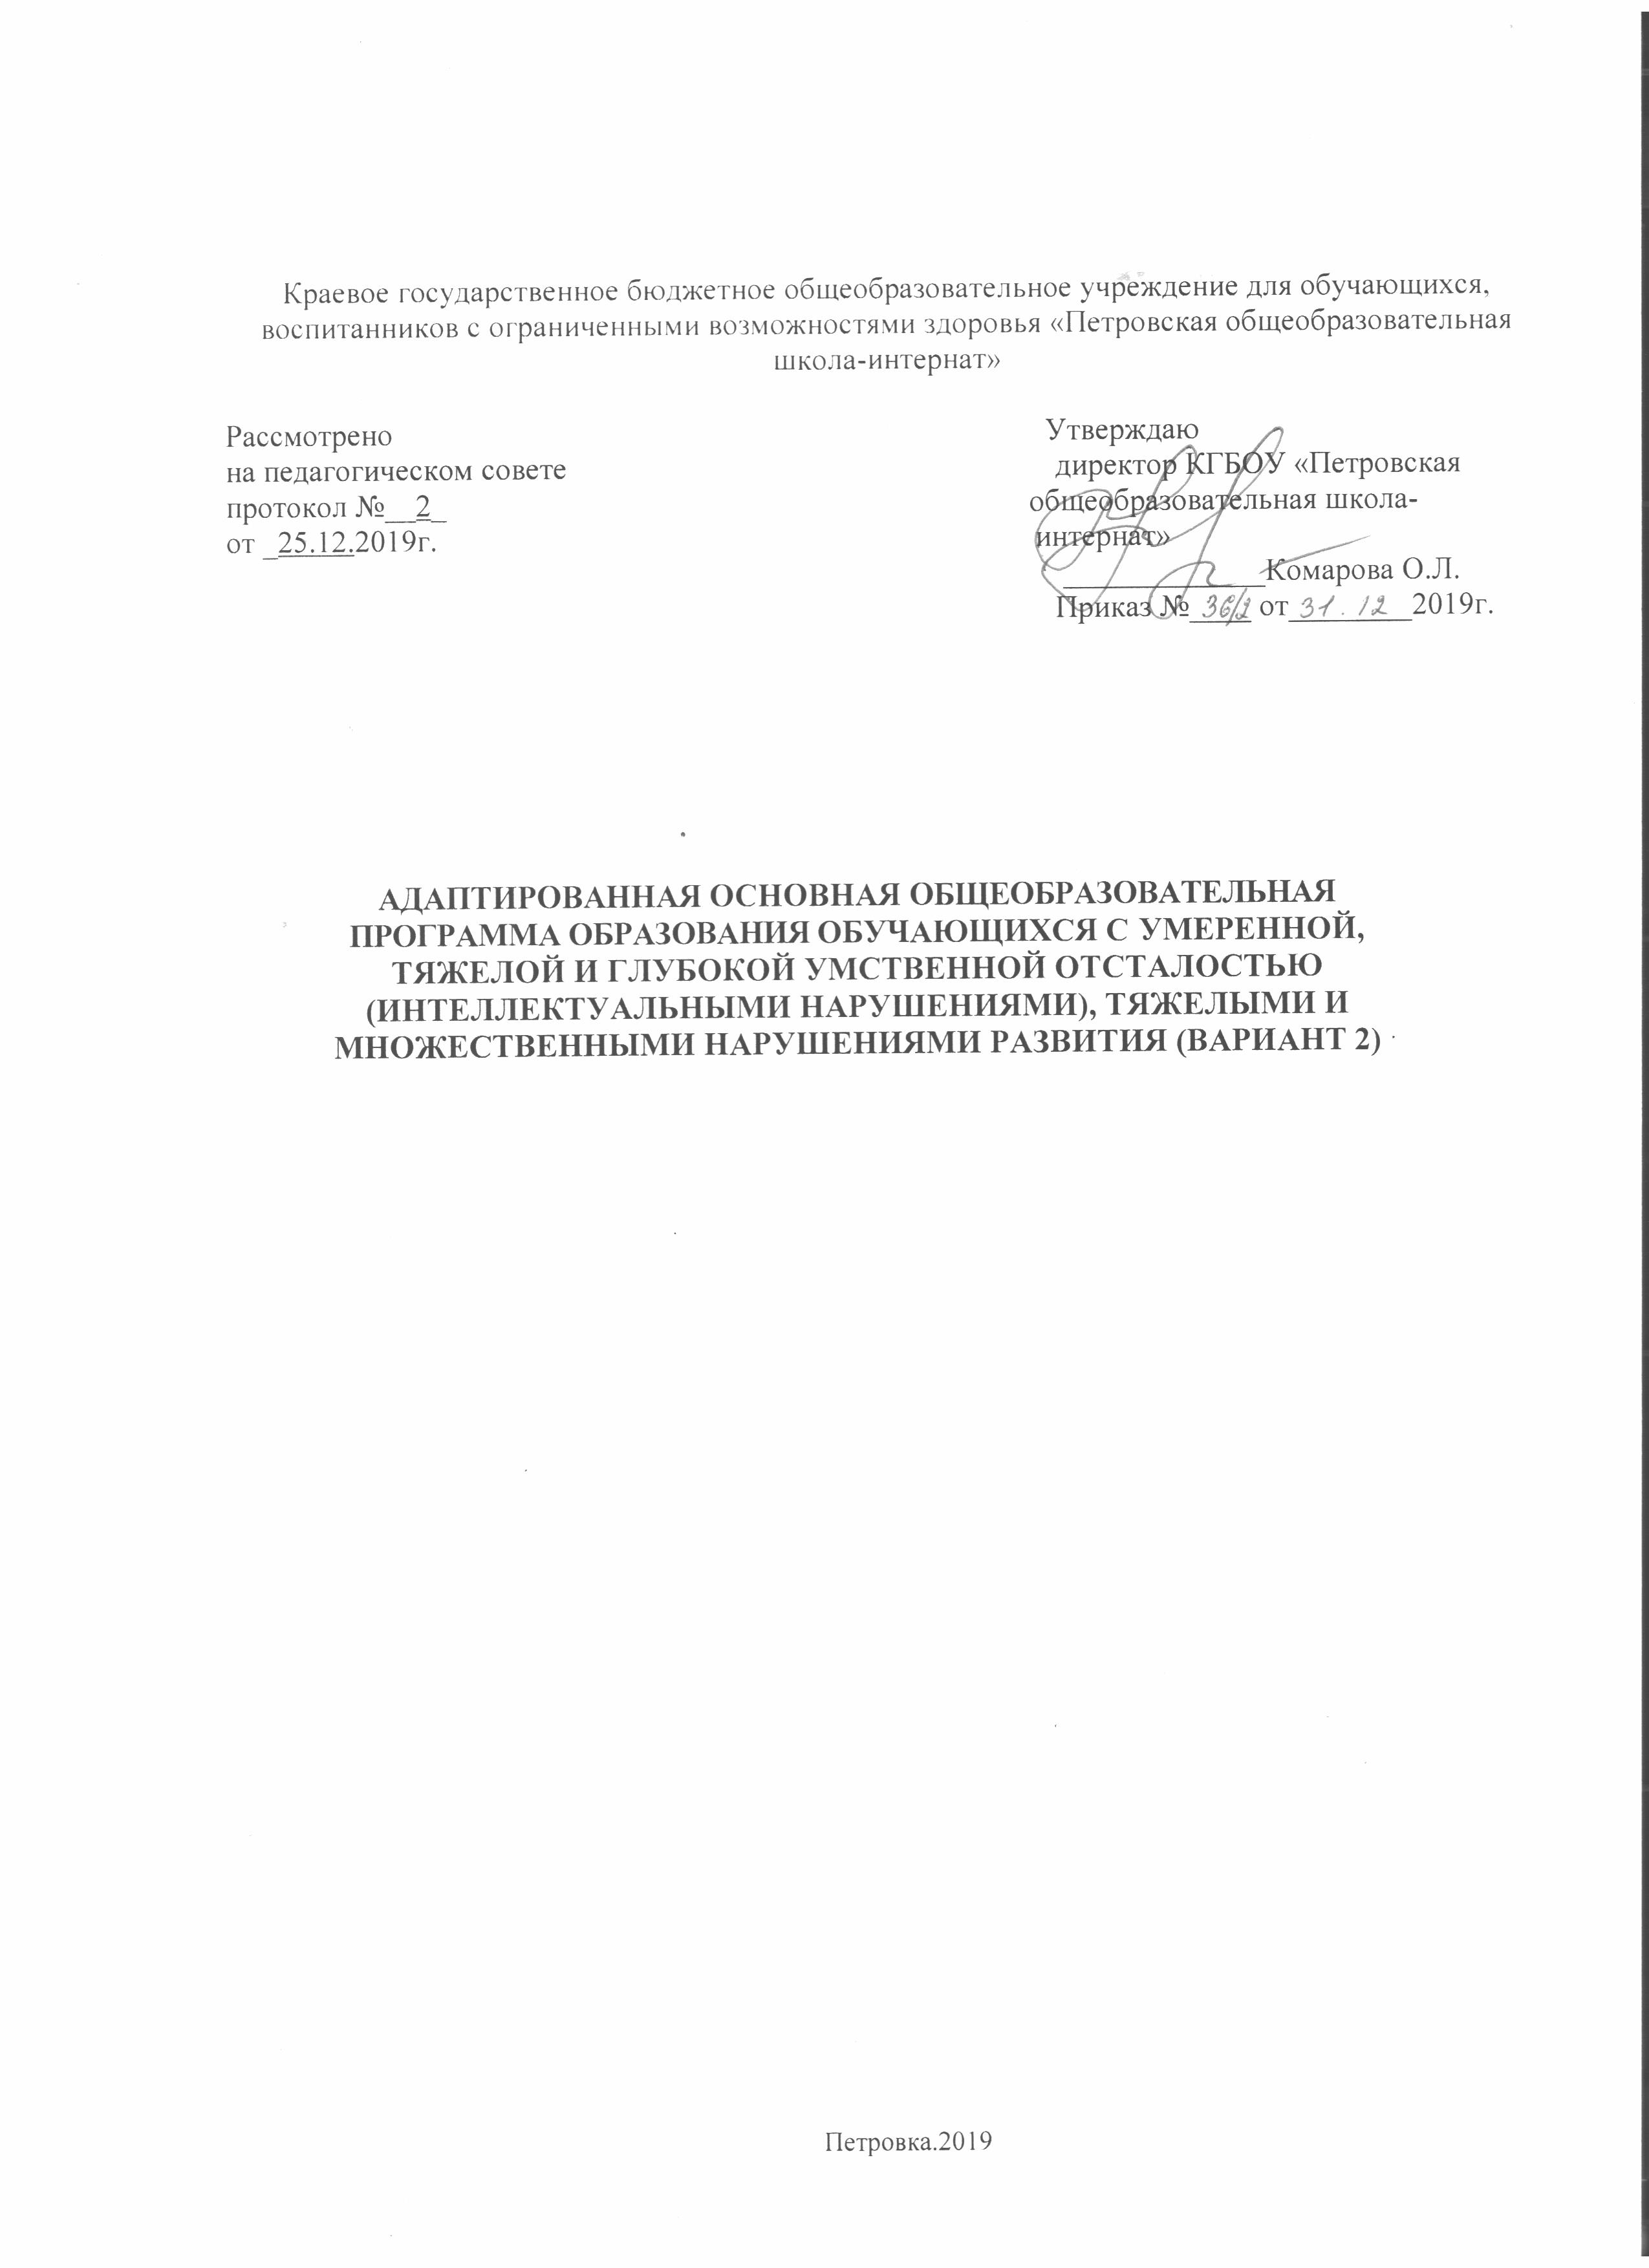 Краевое государственное бюджетное общеобразовательное учреждение для обучающихся,
воспитанников с ограниченными возможностями здоровья «Петровская общеобразовательная
школа-интернат»
Рассмотрено
на педагогическом совете
протокол №__2_
от _25.12.2019г.
Утверждаю
директор КГБОУ «Петровская
общеобразовательная школа-
интернат»
_____________Комарова О.Л.
Приказ № 36/2 от 31.12 2019г.
АДАПТИРОВАННАЯ ОСНОВНАЯ ОБЩЕОБРАЗОВАТЕЛЬНАЯ
ПРОГРАММА ОБРАЗОВАНИЯ ОБУЧАЮЩИХСЯ С УМЕРЕННОЙ,
ТЯЖЕЛОЙ И ГЛУБОКОЙ УМСТВЕННОЙ ОТСТАЛОСТЬЮ
(ИНТЕЛЛЕКТУАЛЬНЫМИ НАРУШЕНИЯМИ), ТЯЖЕЛЫМИ И
МНОЖЕСТВЕННЫМИ НАРУШЕНИЯМИ РАЗВИТИЯ (ВАРИАНТ 2)
Петровка.2019